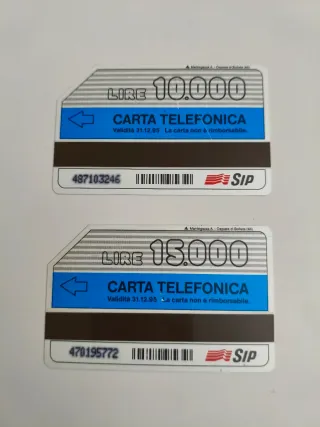 LIRE 10.000
CARTA TELEFONICA
Validità 31.12.95 La carta non è rimborsabile.
487103246
SIP
LIRE 15.000
CARTA TELEFONICA
Validità 31.12.95 La carta non è rimborsabile.
470195772
SIP